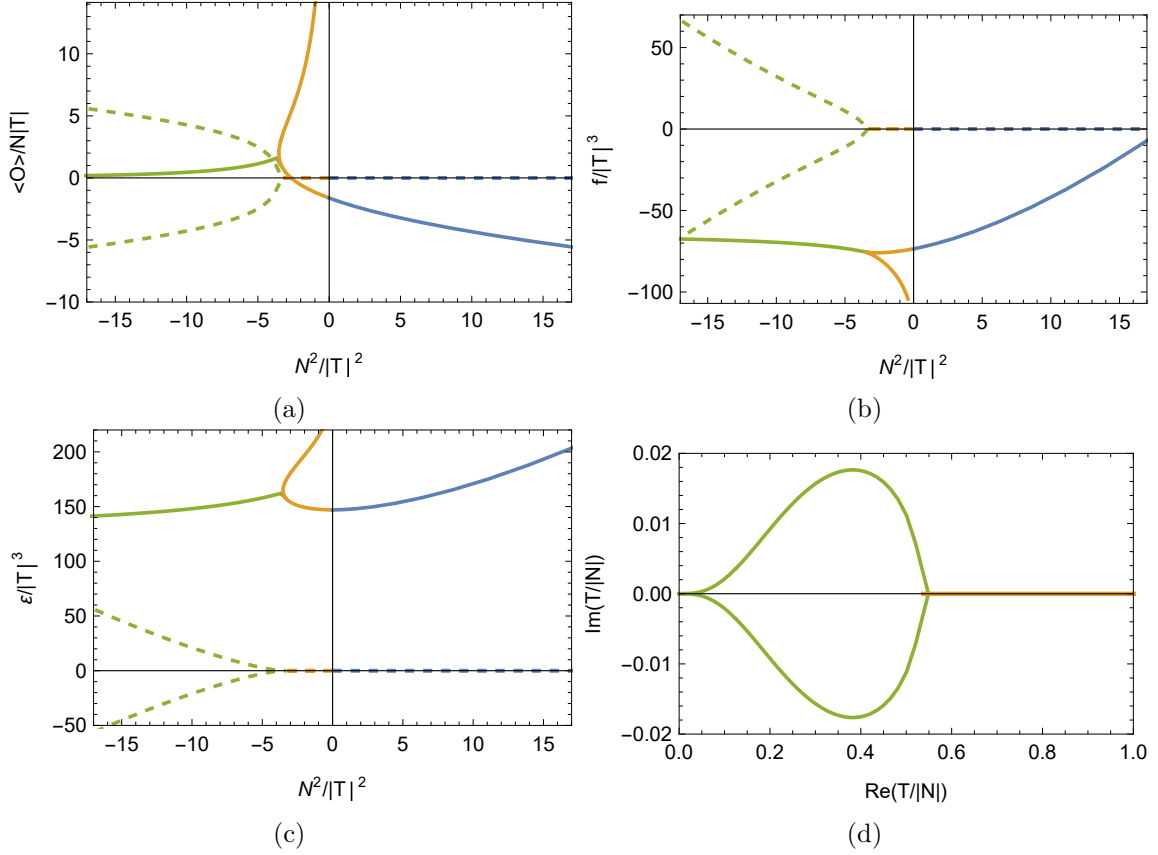 10
5
0
−5
−10
<O>/N|T|
−15 −10 −5 0 5 10 15
N²/|T|²
(a)
50
0
−50
−100
f/|T|³
−15 −10 −5 0 5 10 15
N²/|T|²
(b)
200
150
100
50
0
−50
ε/|T|³
−15 −10 −5 0 5 10 15
N²/|T|²
(c)
0.02
0.01
0.00
−0.01
−0.02
Im(T/|N|)
0.0 0.2 0.4 0.6 0.8 1.0
Re(T/|N|)
(d)